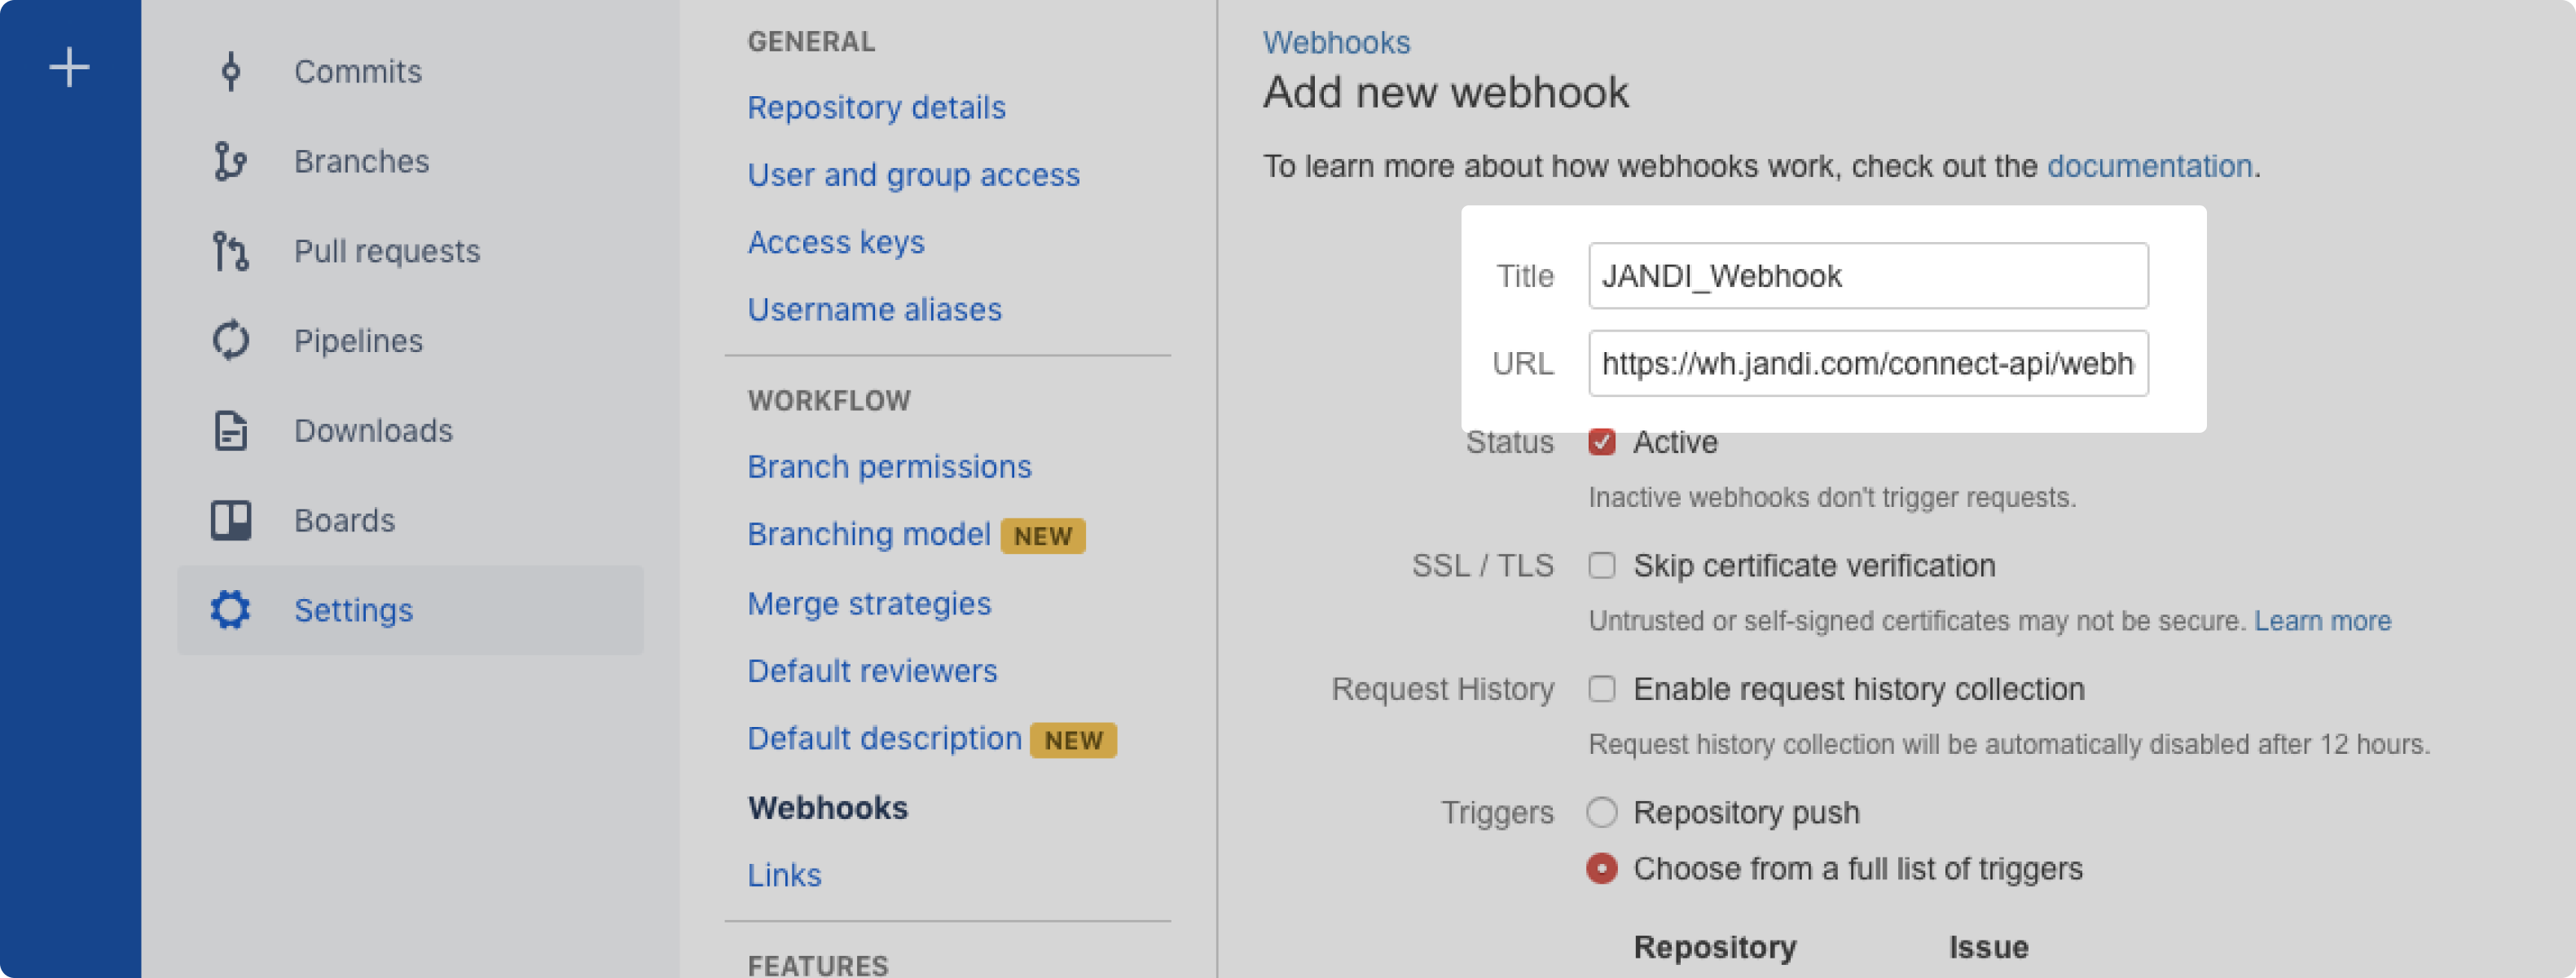 Commits
Branches
Pull requests
Pipelines
Downloads
Boards
Settings
GENERAL
Repository details
User and group access
Access keys
Username aliases
WORKFLOW
Branch permissions
Branching model NEW
Merge strategies
Default reviewers
Default description NEW
Webhooks
Links
FEATURES
Webhooks
Add new webhook
To learn more about how webhooks work, check out the documentation.
Title JANDI_Webhook
URL https://wh.jandi.com/connect-api/webh
Status Active
Inactive webhooks don't trigger requests.
SSL / TLS Skip certificate verification
Untrusted or self-signed certificates may not be secure. Learn more
Request History Enable request history collection
Request history collection will be automatically disabled after 12 hours.
Triggers Repository push
Choose from a full list of triggers
Repository Issue